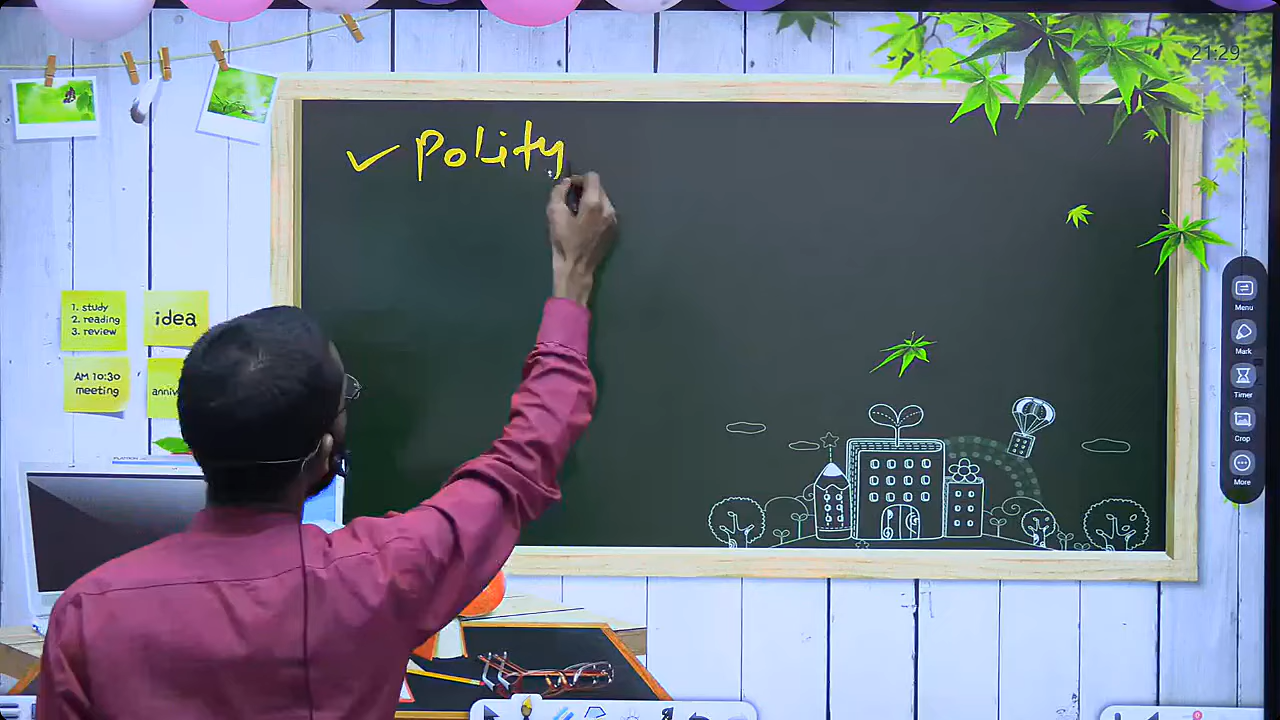 21:29
✓ Polity
1. study
2. reading
3. review
idea
AM 10:30
meeting
Menu
Mark
Timer
Crop
More